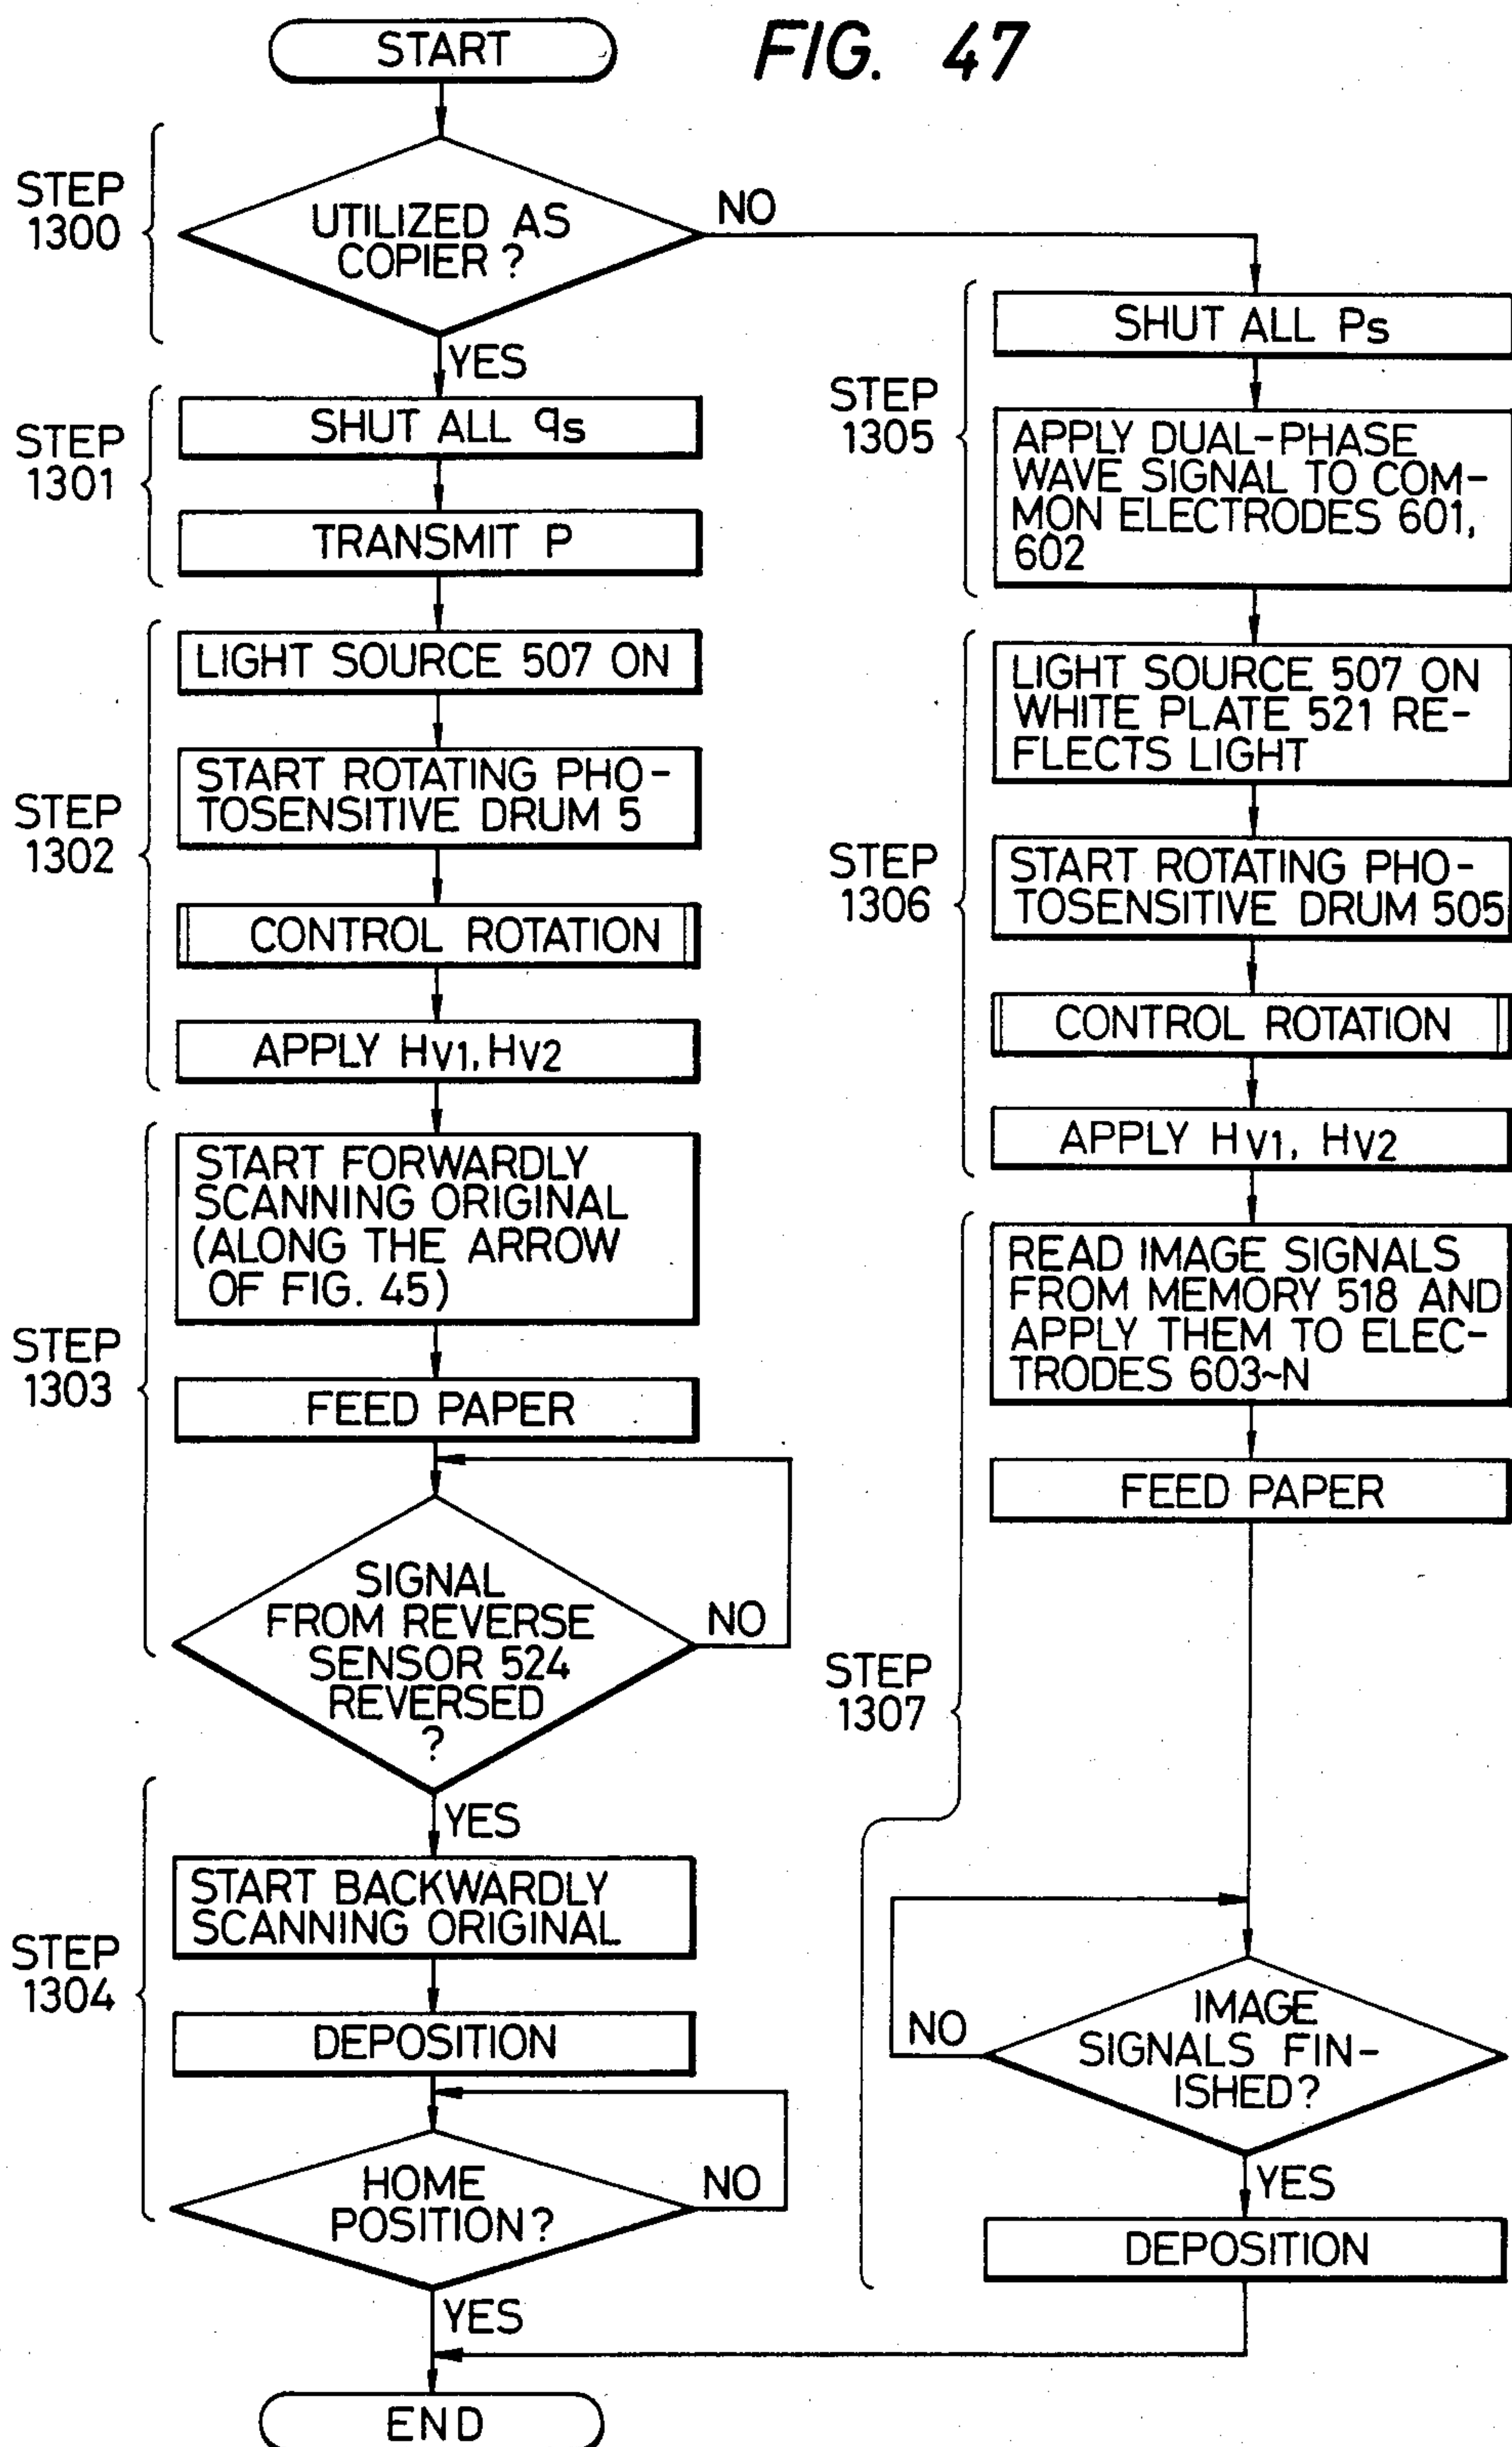 FIG. 47
START
STEP
1300
UTILIZED AS
COPIER ?
NO
YES
STEP
1301
SHUT ALL qs
TRANSMIT P
STEP
1302
LIGHT SOURCE 507 ON
START ROTATING PHO-
TOSENSITIVE DRUM 5
CONTROL ROTATION
APPLY HV1, HV2
STEP
1303
START FORWARDLY
SCANNING ORIGINAL
(ALONG THE ARROW
OF FIG. 45)
FEED PAPER
SIGNAL
FROM REVERSE
SENSOR 524
REVERSED
?
NO
YES
STEP
1304
START BACKWARDLY
SCANNING ORIGINAL
DEPOSITION
HOME
POSITION?
NO
YES
END
STEP
1305
SHUT ALL Ps
APPLY DUAL-PHASE
WAVE SIGNAL TO COM-
MON ELECTRODES 601,
602
STEP
1306
LIGHT SOURCE 507 ON
WHITE PLATE 521 RE-
FLECTS LIGHT
START ROTATING PHO-
TOSENSITIVE DRUM 505
CONTROL ROTATION
APPLY HV1, HV2
STEP
1307
READ IMAGE SIGNALS
FROM MEMORY 518 AND
APPLY THEM TO ELEC-
TRODES 603~N
FEED PAPER
IMAGE
SIGNALS FIN-
ISHED?
NO
YES
DEPOSITION